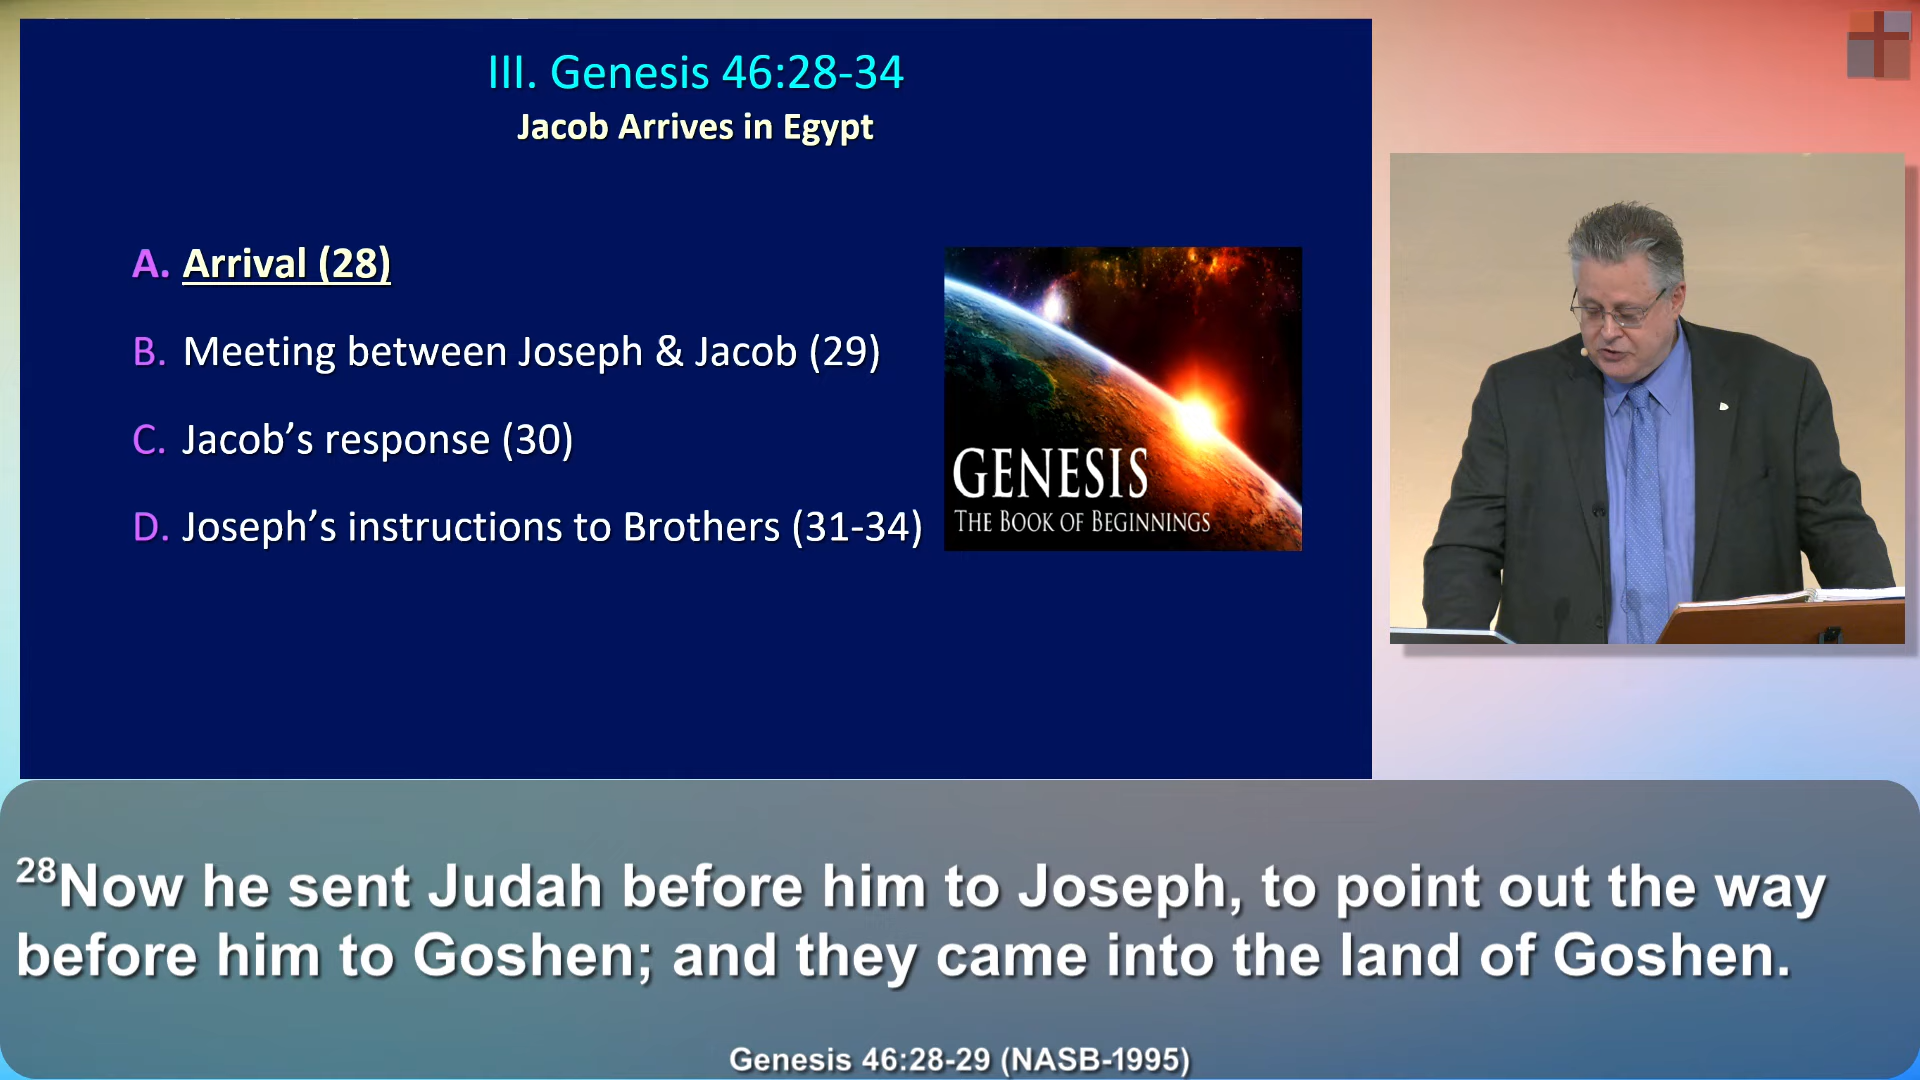 III. Genesis 46:28-34
Jacob Arrives in Egypt
A. Arrival (28)
B. Meeting between Joseph & Jacob (29)
C. Jacob’s response (30)
D. Joseph’s instructions to Brothers (31-34)
GENESIS
THE BOOK OF BEGINNINGS
28Now he sent Judah before him to Joseph, to point out the way
before him to Goshen; and they came into the land of Goshen.
Genesis 46:28-29 (NASB-1995)